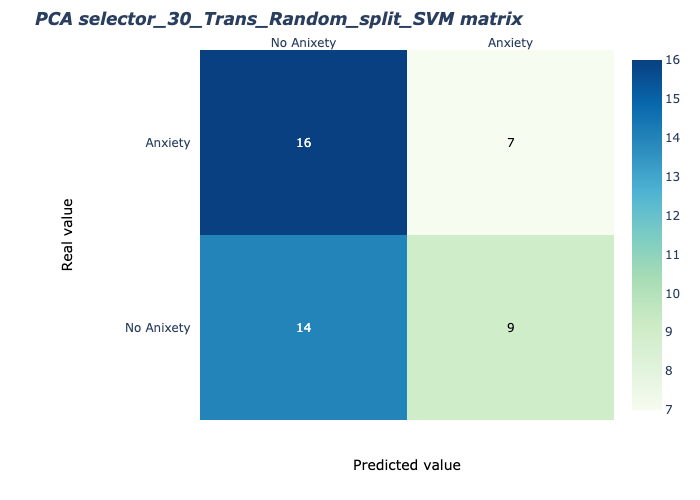 PCA selector_30_Trans_Random_split_SVM matrix
No Anixety
Anxiety
16
15
14
13
12
11
10
9
8
7
Anxiety
16
7
Real value
No Anixety
14
9
Predicted value